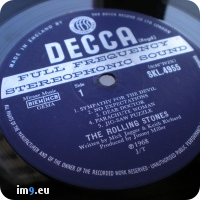 MADE IN ENGLAND
DECCA
FULL FREQUENCY
STEREOPHONIC SOUND
SKL.4955
Side
1
1. SYMPATHY FOR THE DEVIL
2. NO EXPECTATIONS
3. DEAR DOCTOR
4. PARACHUTE WOMAN
5. JIG-SAW PUZZLE
THE ROLLING STONES
Written by Mick Jagger & Keith Richard
Produced by Jimmy Miller
℗ 1968
J/T
im9.eu